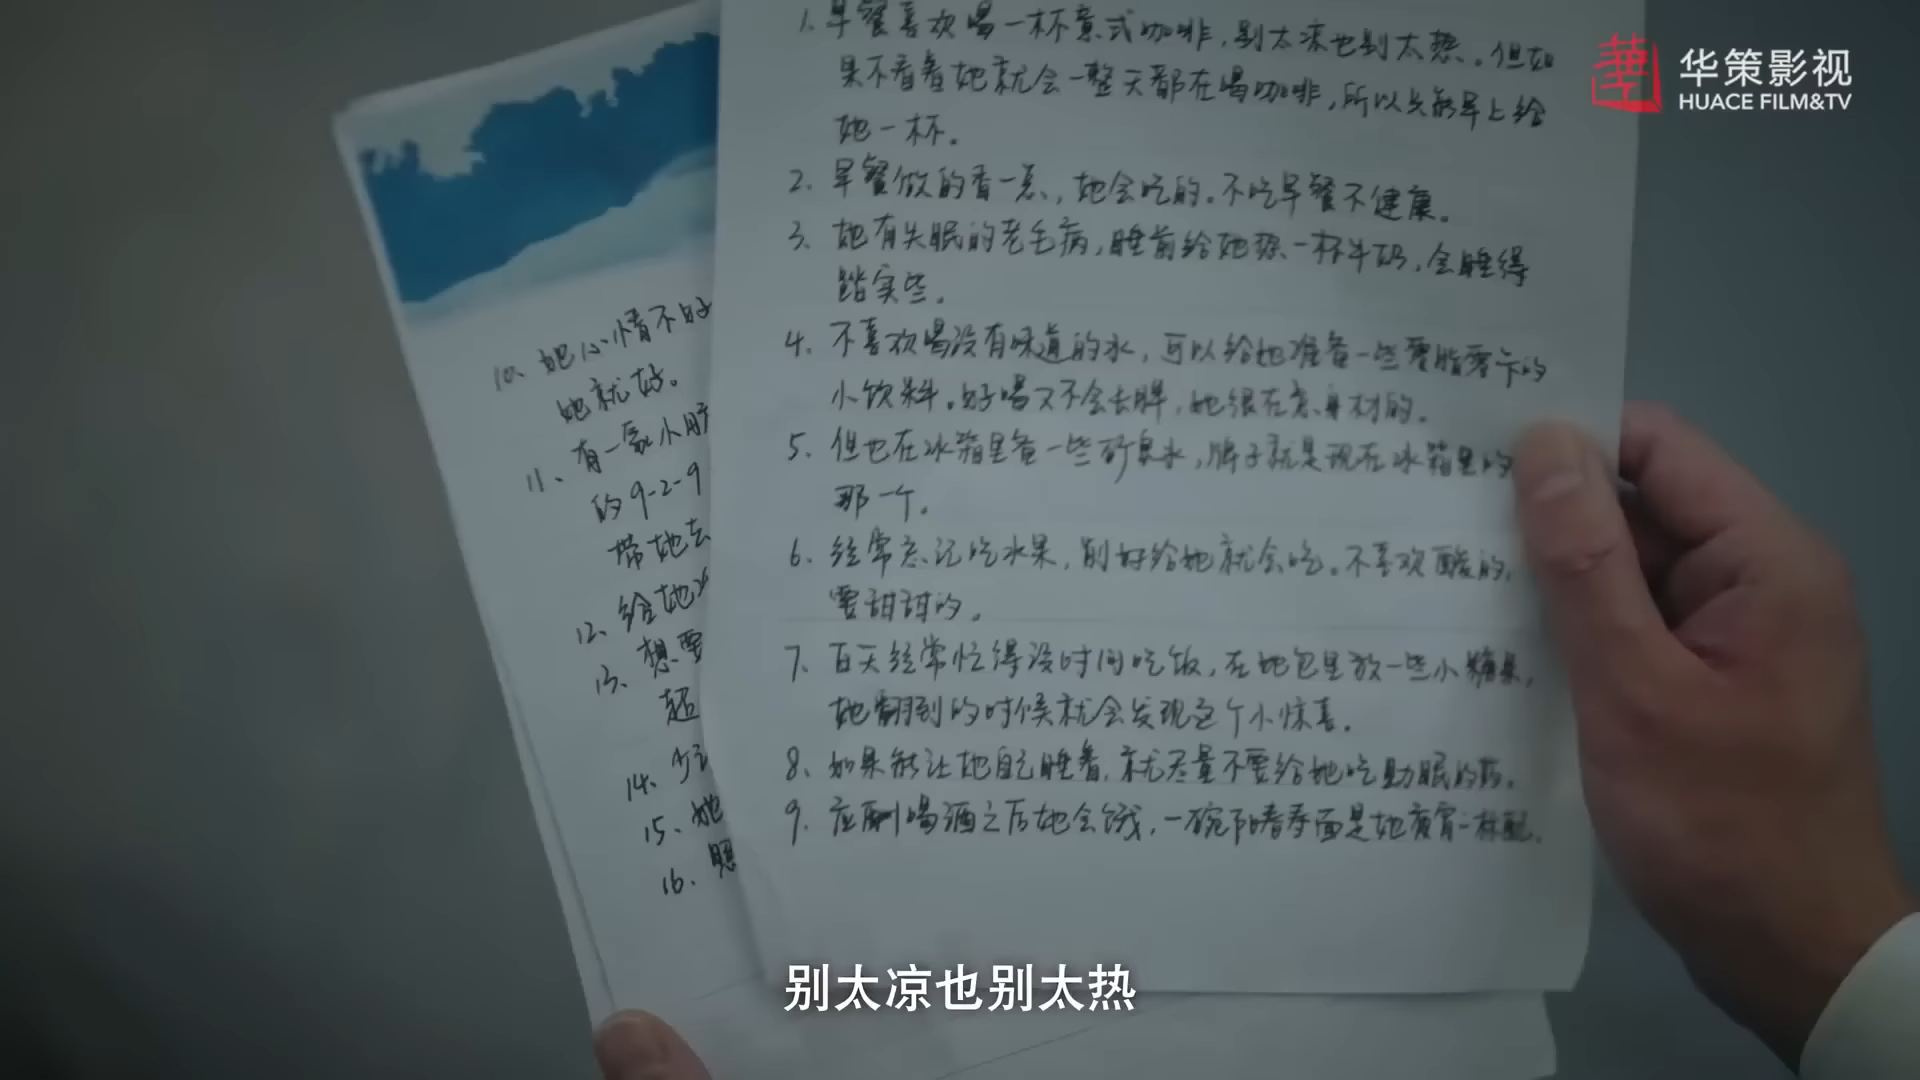 1. 早餐喜欢喝一杯意式咖啡，别太凉也别太热。但如
果不看着她就会一整天都在喝咖啡，所以只能早上给
她一杯。
2. 早餐做的香一点，她会吃的。不吃早餐不健康。
3. 她有失眠的老毛病，睡前给她热一杯牛奶，会睡得
踏实些。
4. 不喜欢喝没有味道的水，可以给她准备一些零脂零卡的
小饮料。好喝又不会长胖，她很在意身材的。
5. 但也在冰箱里备一些矿泉水，牌子就是现在冰箱里的
那一个。
6. 经常忘记吃水果，削好给她就会吃。不喜欢酸的，
要甜甜的。
7. 白天经常忙得没时间吃饭，在她包里放一些小糖果，
她翻到的时候就会发现这个小惊喜。
8. 如果能让她自己睡着，就尽量不要给她吃助眠的药。
9. 应酬喝酒之后她会饿，一碗阳春面是她夜宵标配。
10、她心情不好
她就好。
11、有一家小
的9-2-9
带她去
12、给她
13、想要
超
14、少
15、她
16、照
华策影视
HUACE FILM&TV
别太凉也别太热